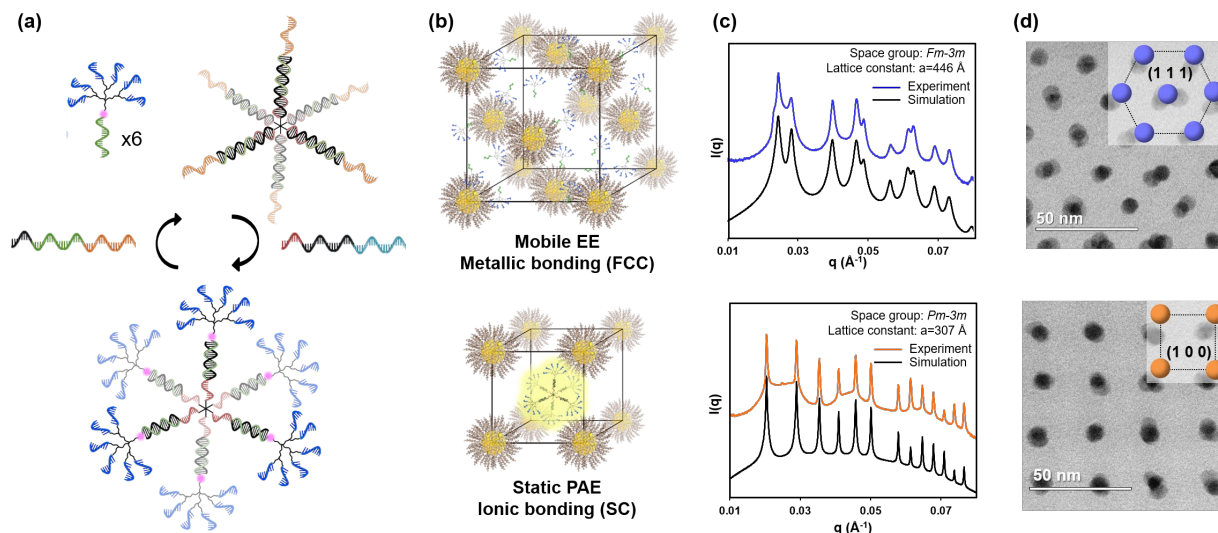 (a)
x6
(b)
Mobile EE
Metallic bonding (FCC)
Static PAE
Ionic bonding (SC)
(c)
Space group: Fm-3m
Lattice constant: a=446 Å
Experiment
Simulation
I(q)
0.01 0.03 0.05 0.07
q (Å-1)
Space group: Pm-3m
Lattice constant: a=307 Å
Experiment
Simulation
I(q)
0.01 0.03 0.05 0.07
q (Å-1)
(d)
(1 1 1)
50 nm
(1 0 0)
50 nm